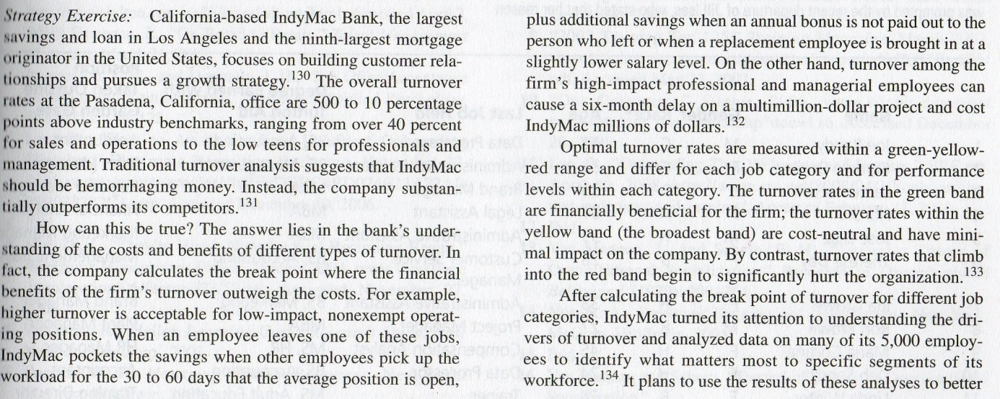 Strategy Exercise: California-based IndyMac Bank, the largest
savings and loan in Los Angeles and the ninth-largest mortgage
originator in the United States, focuses on building customer rela-
tionships and pursues a growth strategy.130 The overall turnover
rates at the Pasadena, California, office are 500 to 10 percentage
points above industry benchmarks, ranging from over 40 percent
for sales and operations to the low teens for professionals and
management. Traditional turnover analysis suggests that IndyMac
should be hemorrhaging money. Instead, the company substan-
tially outperforms its competitors.131
How can this be true? The answer lies in the bank's under-
standing of the costs and benefits of different types of turnover. In
fact, the company calculates the break point where the financial
benefits of the firm's turnover outweigh the costs. For example,
higher turnover is acceptable for low-impact, nonexempt operat-
ing positions. When an employee leaves one of these jobs,
IndyMac pockets the savings when other employees pick up the
workload for the 30 to 60 days that the average position is open,
plus additional savings when an annual bonus is not paid out to the
person who left or when a replacement employee is brought in at a
slightly lower salary level. On the other hand, turnover among the
firm's high-impact professional and managerial employees can
cause a six-month delay on a multimillion-dollar project and cost
IndyMac millions of dollars.132
Optimal turnover rates are measured within a green-yellow-
red range and differ for each job category and for performance
levels within each category. The turnover rates in the green band
are financially beneficial for the firm; the turnover rates within the
yellow band (the broadest band) are cost-neutral and have mini-
mal impact on the company. By contrast, turnover rates that climb
into the red band begin to significantly hurt the organization.133
After calculating the break point of turnover for different job
categories, IndyMac turned its attention to understanding the dri-
vers of turnover and analyzed data on many of its 5,000 employ-
ees to identify what matters most to specific segments of its
workforce.134 It plans to use the results of these analyses to better